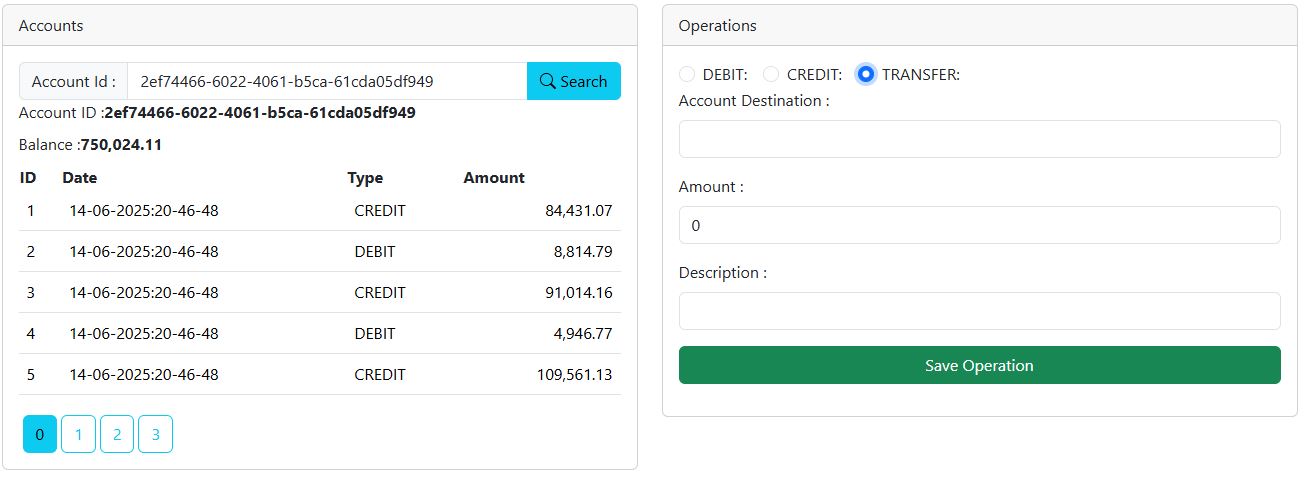 Accounts
Account Id : 2ef74466-6022-4061-b5ca-61cda05df949 Search
Account ID :2ef74466-6022-4061-b5ca-61cda05df949
Balance :750,024.11
ID Date Type Amount
1 14-06-2025:20-46-48 CREDIT 84,431.07
2 14-06-2025:20-46-48 DEBIT 8,814.79
3 14-06-2025:20-46-48 CREDIT 91,014.16
4 14-06-2025:20-46-48 DEBIT 4,946.77
5 14-06-2025:20-46-48 CREDIT 109,561.13
0 1 2 3
Operations
DEBIT: CREDIT: TRANSFER:
Account Destination :
Amount :
0
Description :
Save Operation